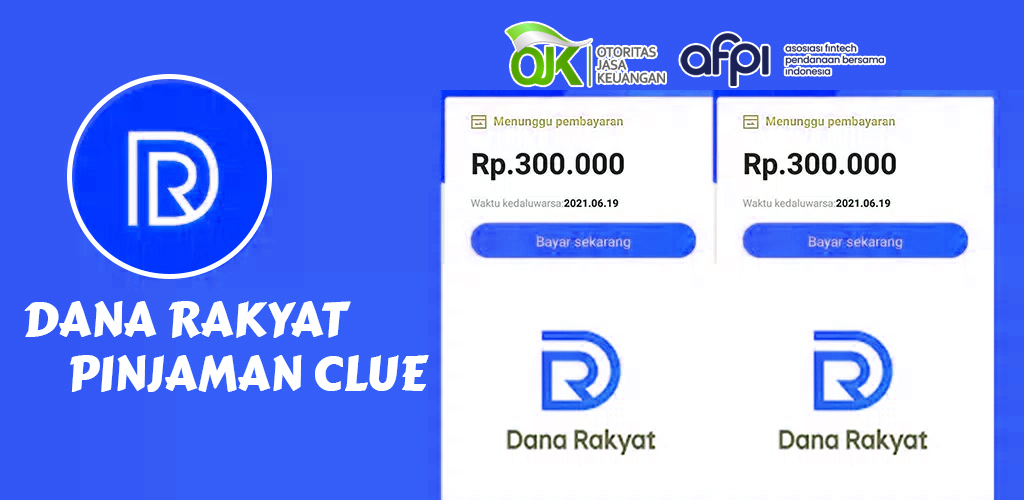 OJK
OTORITAS
JASA
KEUANGAN
afpi
asosiasi fintech
pendanaan bersama
indonesia
DANA RAKYAT
PINJAMAN CLUE
Menunggu pembayaran
Rp.300.000
Waktu kedaluwarsa:2021.06.19
Bayar sekarang
Dana Rakyat
Menunggu pembayaran
Rp.300.000
Waktu kedaluwarsa:2021.06.19
Bayar sekarang
Dana Rakyat